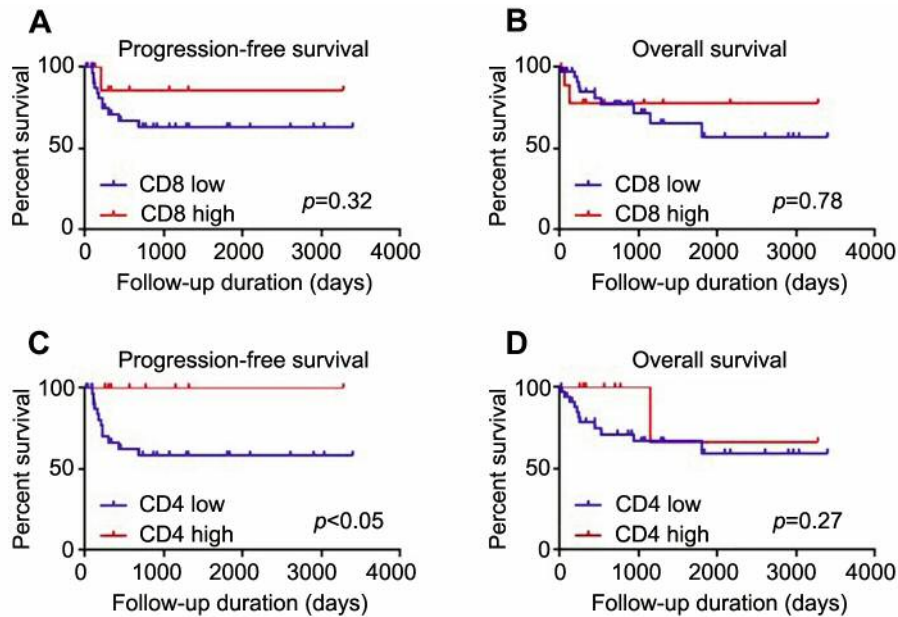 A
Progression-free survival
Percent survival
100
50
0
CD8 low
CD8 high
p=0.32
0 1000 2000 3000 4000
Follow-up duration (days)
B
Overall survival
Percent survival
100
50
0
CD8 low
CD8 high
p=0.78
0 1000 2000 3000 4000
Follow-up duration (days)
C
Progression-free survival
Percent survival
100
50
0
CD4 low
CD4 high
p<0.05
0 1000 2000 3000 4000
Follow-up duration (days)
D
Overall survival
Percent survival
100
50
0
CD4 low
CD4 high
p=0.27
0 1000 2000 3000 4000
Follow-up duration (days)